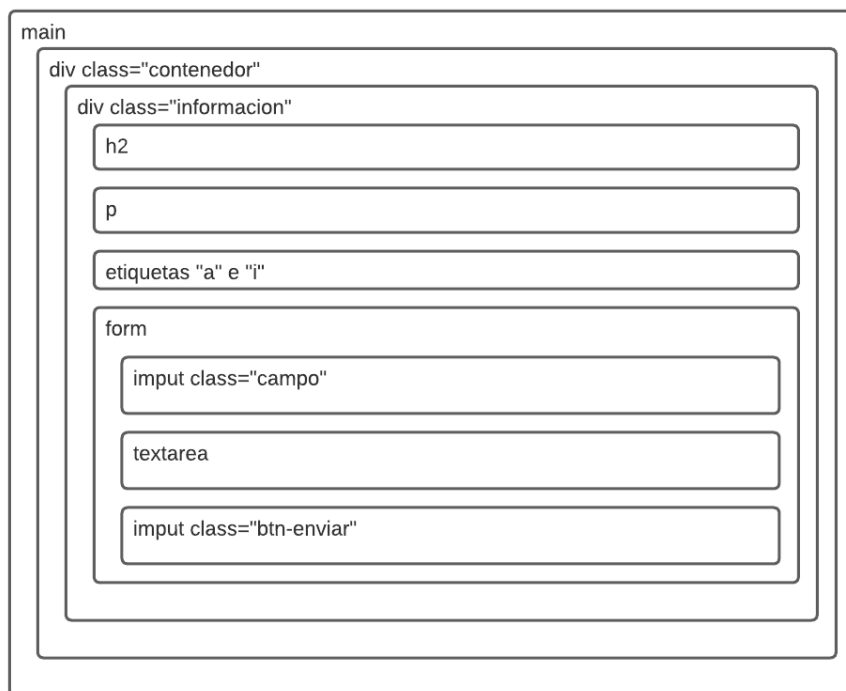 main
div class="contenedor"
div class="informacion"
h2
p
etiquetas "a" e "i"
form
imput class="campo"
textarea
imput class="btn-enviar"